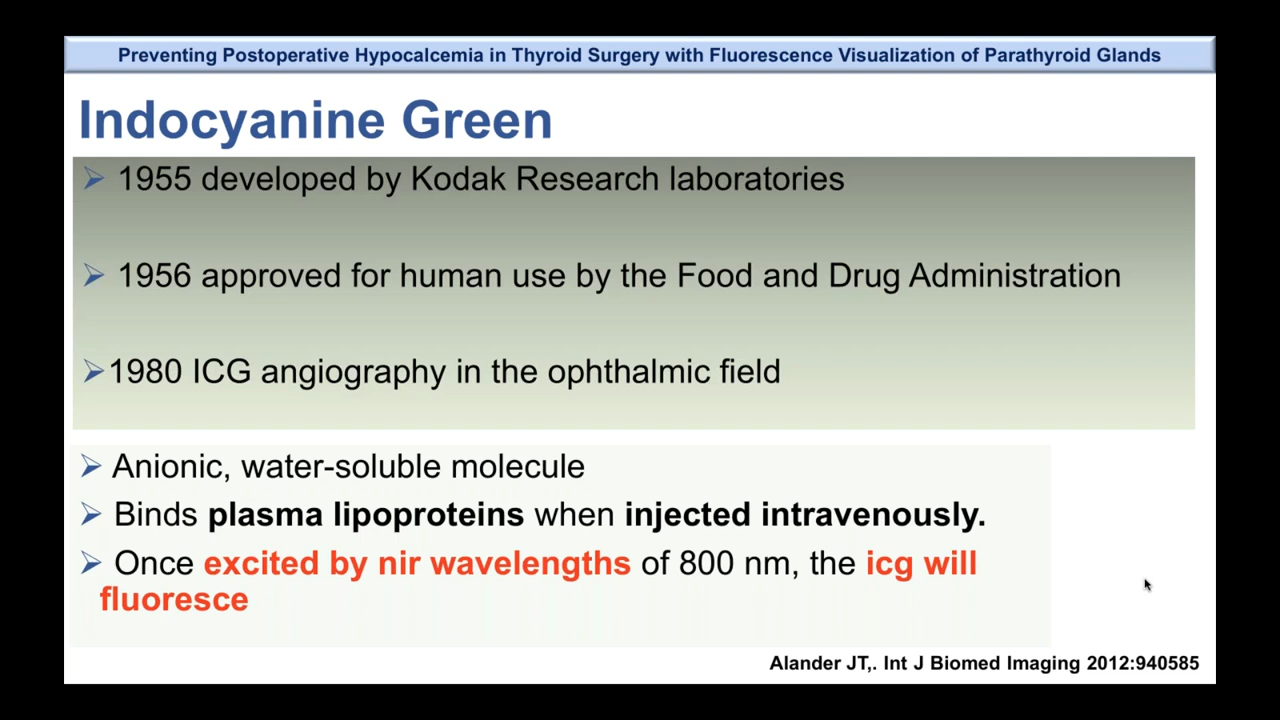 Preventing Postoperative Hypocalcemia in Thyroid Surgery with Fluorescence Visualization of Parathyroid Glands
Indocyanine Green
➢ 1955 developed by Kodak Research laboratories
➢ 1956 approved for human use by the Food and Drug Administration
➢1980 ICG angiography in the ophthalmic field
➢ Anionic, water-soluble molecule
➢ Binds plasma lipoproteins when injected intravenously.
➢ Once excited by nir wavelengths of 800 nm, the icg will
fluoresce
Alander JT,. Int J Biomed Imaging 2012:940585